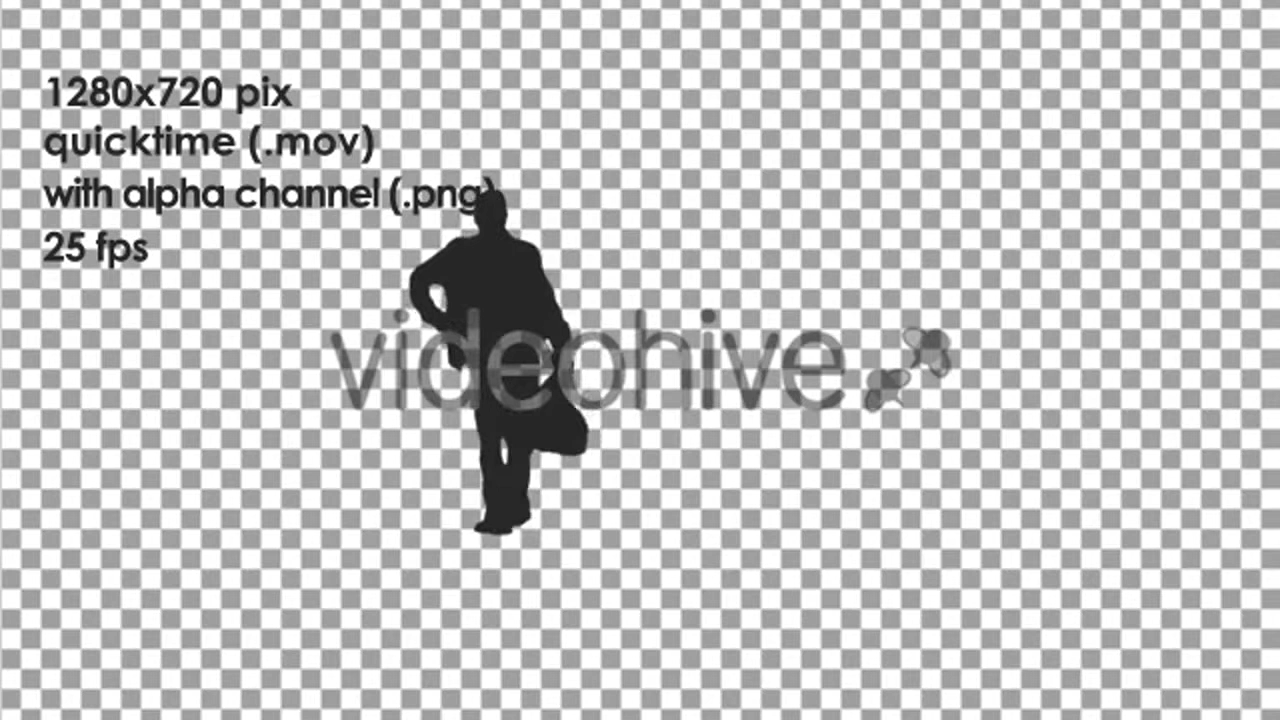 1280x720 pix
quicktime (.mov)
with alpha channel (.png)
25 fps
videohive